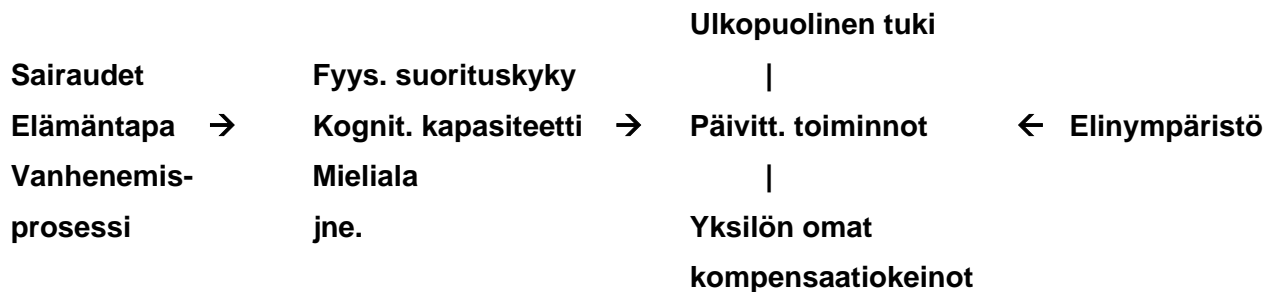 Ulkopuolinen tuki
Sairaudet Fyys. suorituskyky |
Elämäntapa → Kognit. kapasiteetti → Päivitt. toiminnot ← Elinympäristö
Vanhenemis- Mieliala |
prosessi jne. Yksilön omat
kompensaatiokeinot